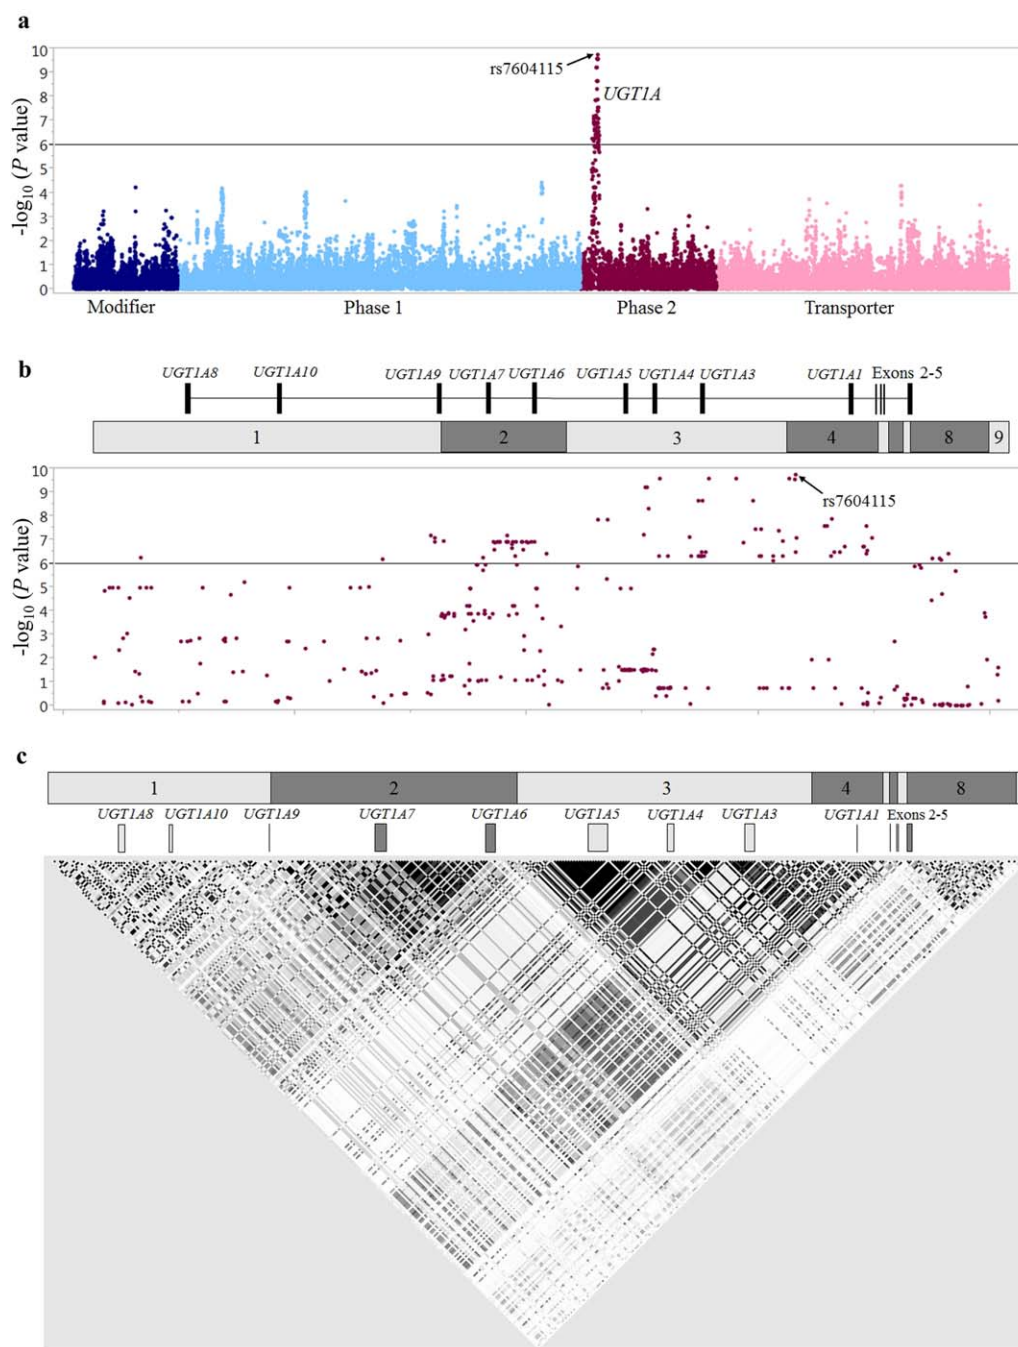 a
10
9
8
7
6
5
4
3
2
1
0
-log10 (P value)
rs7604115
UGT1A
Modifier Phase 1 Phase 2 Transporter
b
UGT1A8 UGT1A10 UGT1A9 UGT1A7 UGT1A6 UGT1A5 UGT1A4 UGT1A3 UGT1A1 Exons 2-5
1 2 3 4 8 9
10
9
8
7
6
5
4
3
2
1
0
-log10 (P value)
rs7604115
c
1 2 3 4 8
UGT1A8 UGT1A10 UGT1A9 UGT1A7 UGT1A6 UGT1A5 UGT1A4 UGT1A3 UGT1A1 Exons 2-5